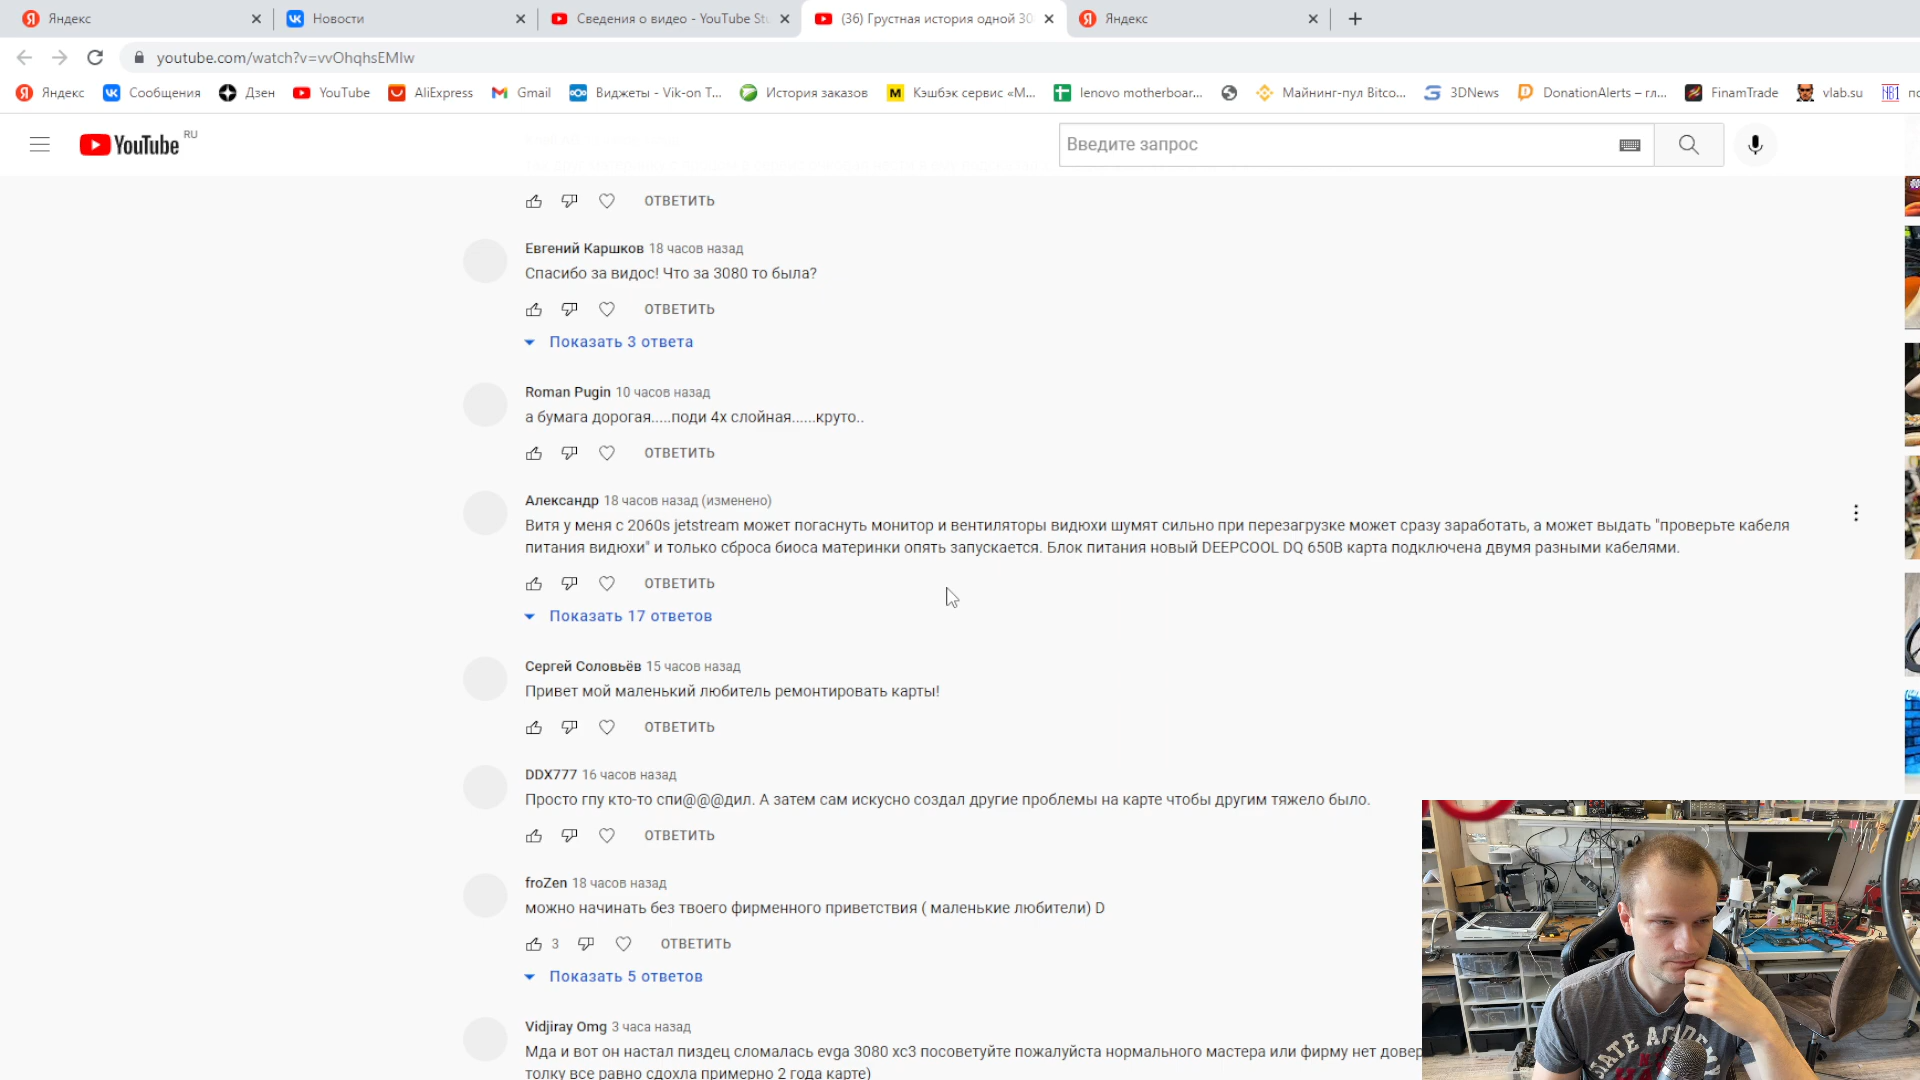 Яндекс
Новости
Сведения о видео - YouTube St
(36) Грустная история одной 30
Яндекс
youtube.com/watch?v=vvOhqhsEMIw
Яндекс
Сообщения
Дзен
YouTube
AliExpress
Gmail
Виджеты - Vik-on T...
История заказов
Кэшбэк сервис «М...
lenovo motherboar...
Майнинг-пул Bitco...
3DNews
DonationAlerts – гл...
FinamTrade
vlab.su
YouTube RU
Введите запрос
ОТВЕТИТЬ
Евгений Каршков 18 часов назад
Спасибо за видос! Что за 3080 то была?
ОТВЕТИТЬ
Показать 3 ответа
Roman Pugin 10 часов назад
а бумага дорогая.....поди 4х слойная......круто..
ОТВЕТИТЬ
Александр 18 часов назад (изменено)
Витя у меня с 2060s jetstream может погаснуть монитор и вентиляторы видюхи шумят сильно при перезагрузке может сразу заработать, а может выдать "проверьте кабеля
питания видюхи" и только сброса биоса материнки опять запускается. Блок питания новый DEEPCOOL DQ 650В карта подключена двумя разными кабелями.
ОТВЕТИТЬ
Показать 17 ответов
Сергей Соловьёв 15 часов назад
Привет мой маленький любитель ремонтировать карты!
ОТВЕТИТЬ
DDX777 16 часов назад
Просто гпу кто-то спи@@@дил. А затем сам искусно создал другие проблемы на карте чтобы другим тяжело было.
ОТВЕТИТЬ
froZen 18 часов назад
можно начинать без твоего фирменного приветствия ( маленькие любители) D
3 ОТВЕТИТЬ
Показать 5 ответов
Vidjiray Omg 3 часа назад
Мда и вот он настал пиздец сломалась evga 3080 xc3 посоветуйте пожалуйста нормального мастера или фирму нет довер
толку все равно сдохла примерно 2 года карте)